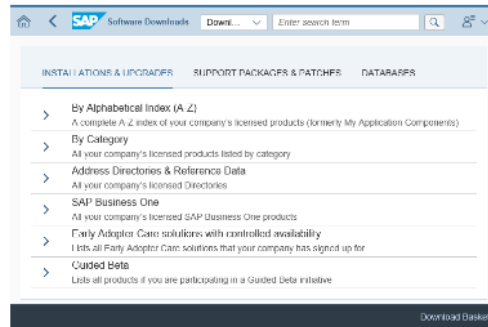 SAP Software Downloads Downl... Enter search term
INSTALLATIONS & UPGRADES SUPPORT PACKAGES & PATCHES DATABASES
By Alphabetical Index (A-Z)
A complete A-Z index of your company's licensed products (formerly My Application Components)
By Category
All your company's licensed products listed by category
Address Directories & Reference Data
All your company's licensed Directories
SAP Business One
All your company's licensed SAP Business One products
Early Adopter Care solutions with controlled availability
Lists all Early Adopter Care solutions that your company has signed up for
Guided Beta
Lists all products if you are participating in a Guided Beta initiative
Download Basket